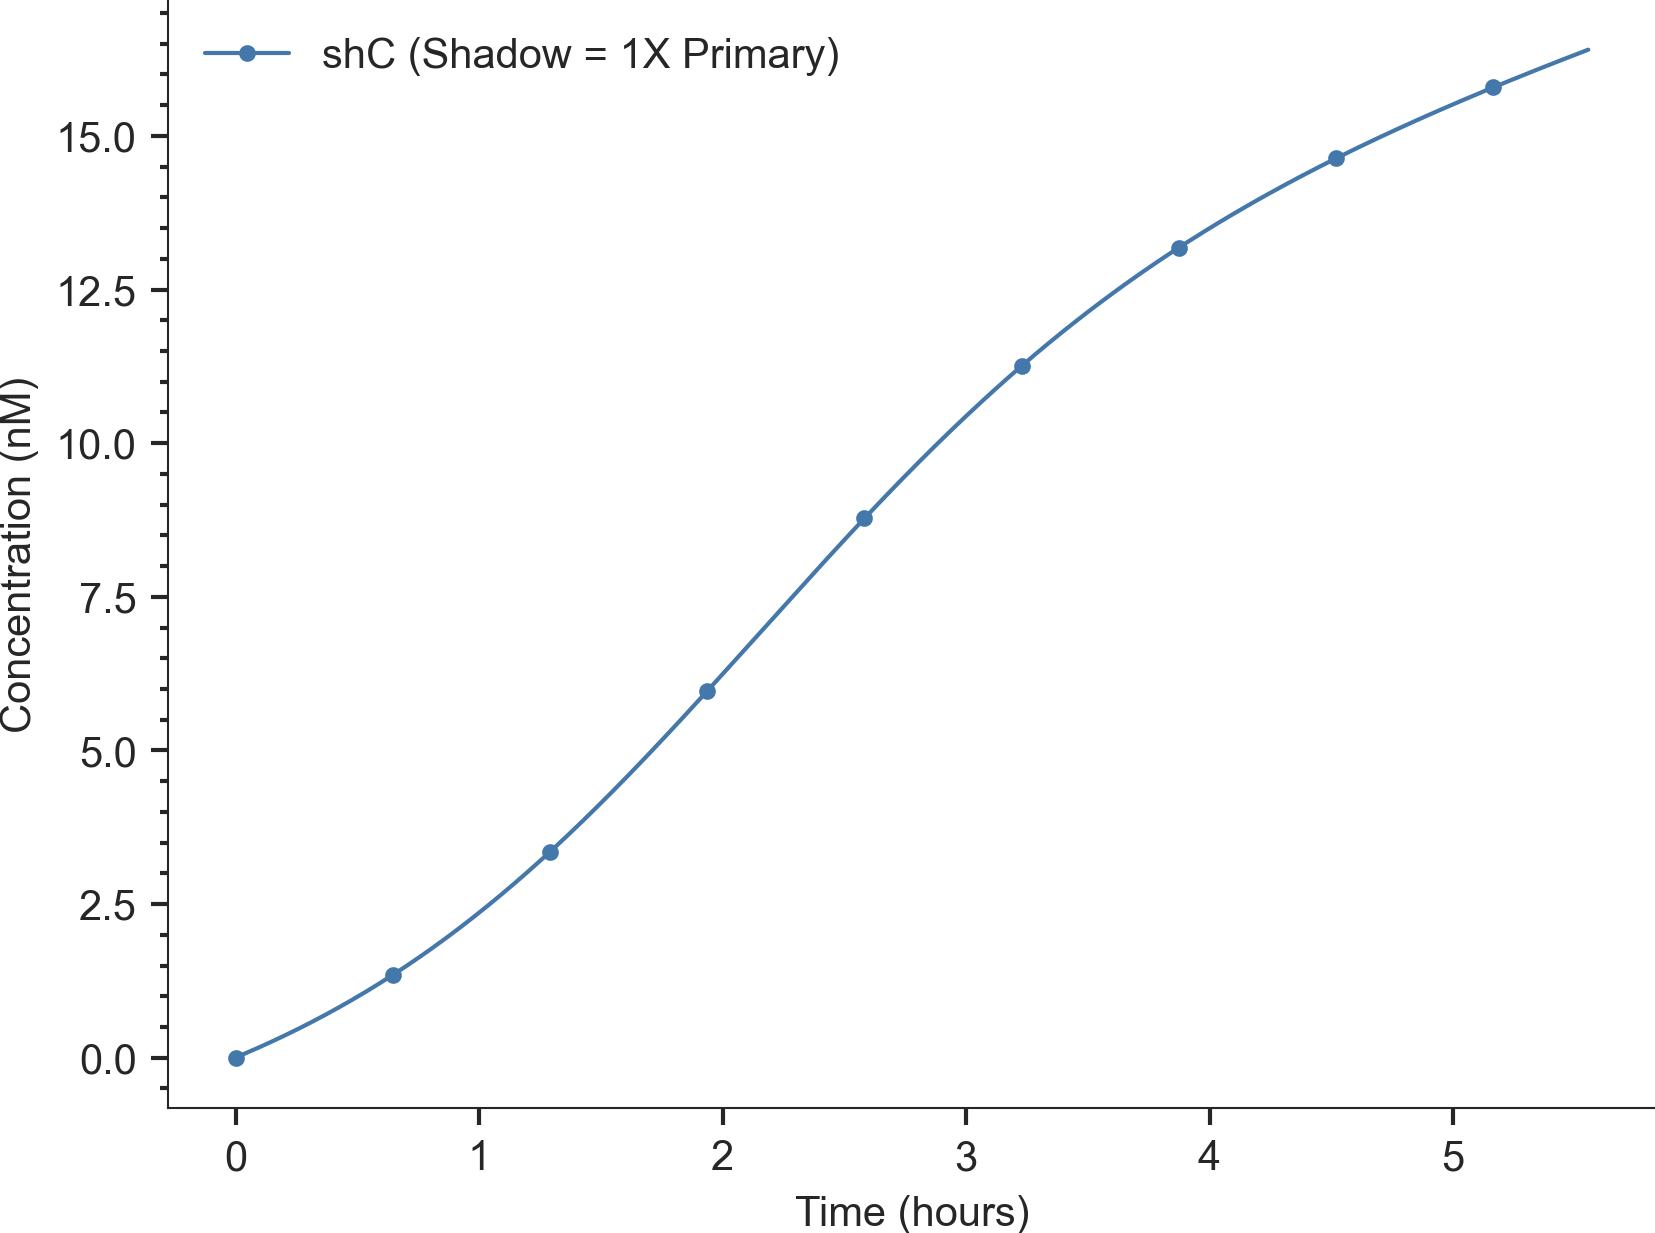 shC (Shadow = 1X Primary)
Concentration (nM)
15.0
12.5
10.0
7.5
5.0
2.5
0.0
0 1 2 3 4 5
Time (hours)